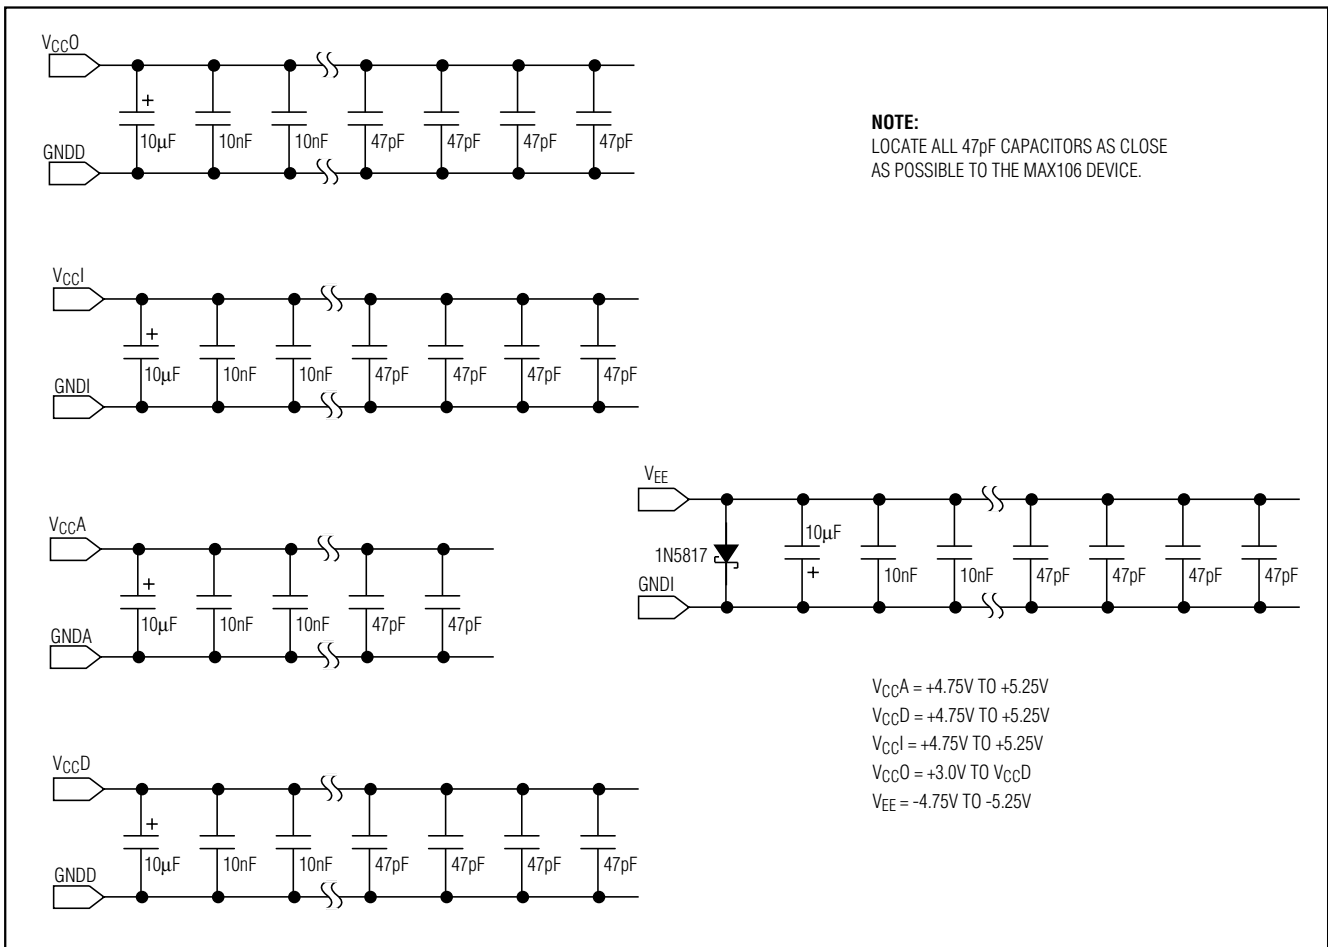 VCCO
+
10μF 10nF 10nF 47pF 47pF 47pF 47pF
GNDD
NOTE:
LOCATE ALL 47pF CAPACITORS AS CLOSE
AS POSSIBLE TO THE MAX106 DEVICE.
VCCI
+
10μF 10nF 10nF 47pF 47pF 47pF 47pF
GNDI
VCCA
+
10μF 10nF 10nF 47pF 47pF
GNDA
VEE
10μF
1N5817
+
10nF 10nF 47pF 47pF 47pF 47pF
GNDI
VCCD
+
10μF 10nF 10nF 47pF 47pF 47pF 47pF
GNDD
VCCA = +4.75V TO +5.25V
VCCD = +4.75V TO +5.25V
VCCI = +4.75V TO +5.25V
VCCO = +3.0V TO VCCD
VEE = -4.75V TO -5.25V